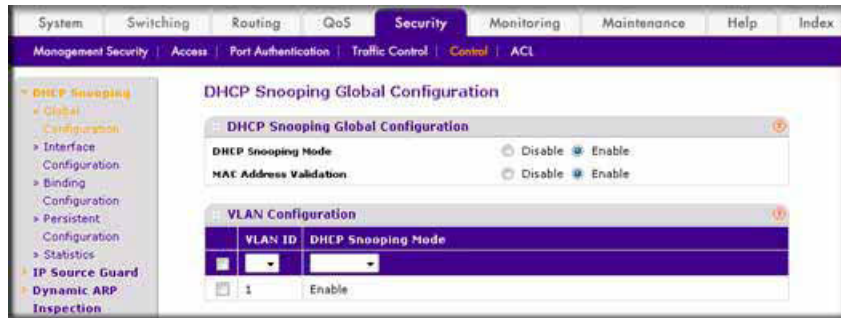 System Switching Routing QoS Security Monitoring Maintenance Help Index
Management Security | Access | Port Authentication | Traffic Control | Control | ACL
DHCP Snooping
» Global
Configuration
» Interface
Configuration
» Binding
Configuration
» Persistent
Configuration
» Statistics
IP Source Guard
Dynamic ARP
Inspection
DHCP Snooping Global Configuration
DHCP Snooping Global Configuration
DHCP Snooping Mode Disable Enable
MAC Address Validation Disable Enable
VLAN Configuration
VLAN ID DHCP Snooping Mode
1 Enable